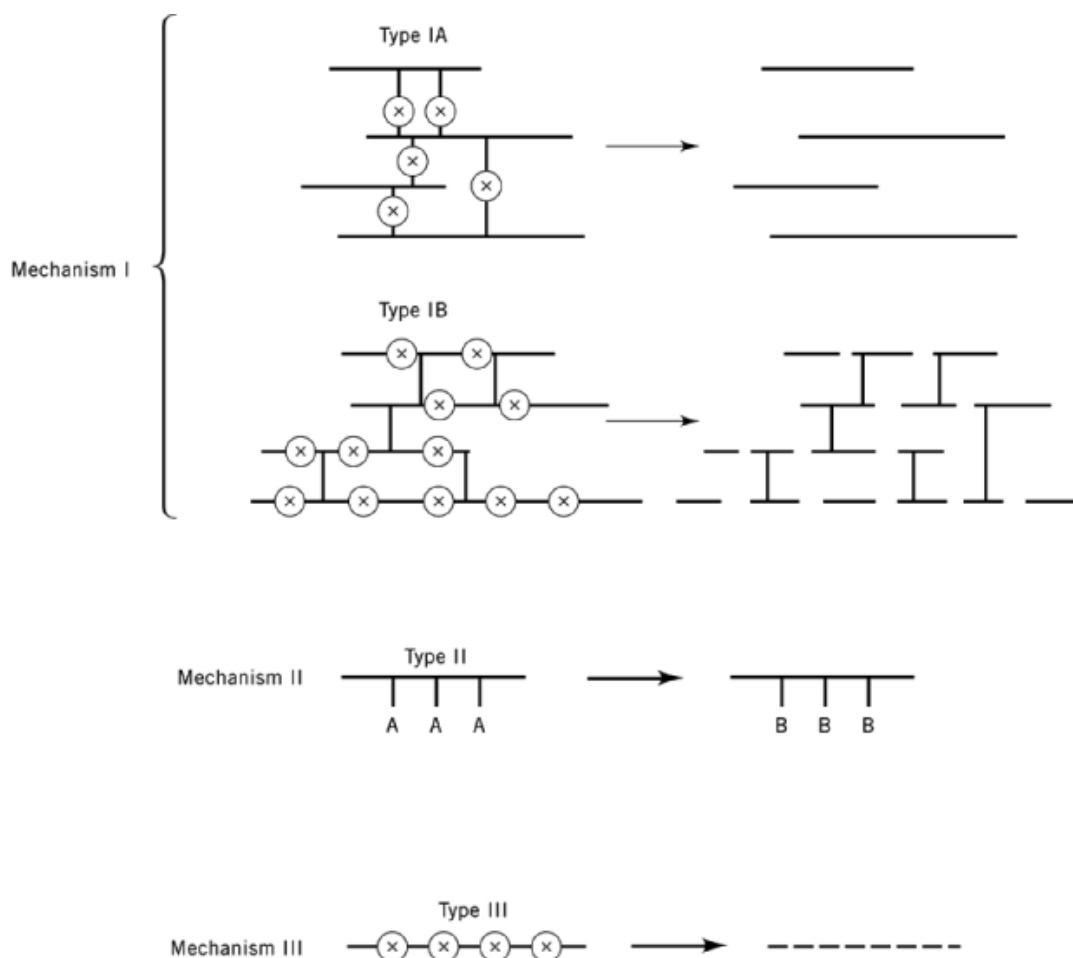 Type IA
Mechanism I
Type IB
Mechanism II
Type II
A A A
B B B
Type III
Mechanism III